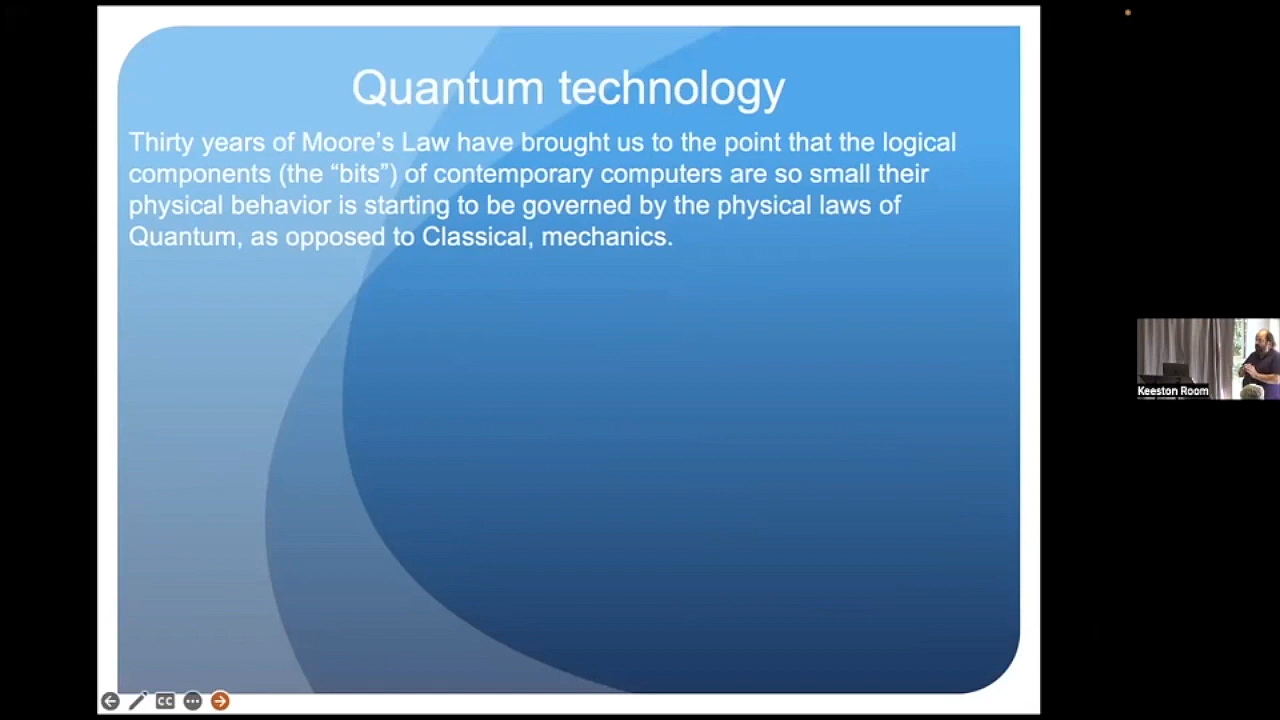 Quantum technology
Thirty years of Moore’s Law have brought us to the point that the logical
components (the “bits”) of contemporary computers are so small their
physical behavior is starting to be governed by the physical laws of
Quantum, as opposed to Classical, mechanics.
Keeston Room
CC